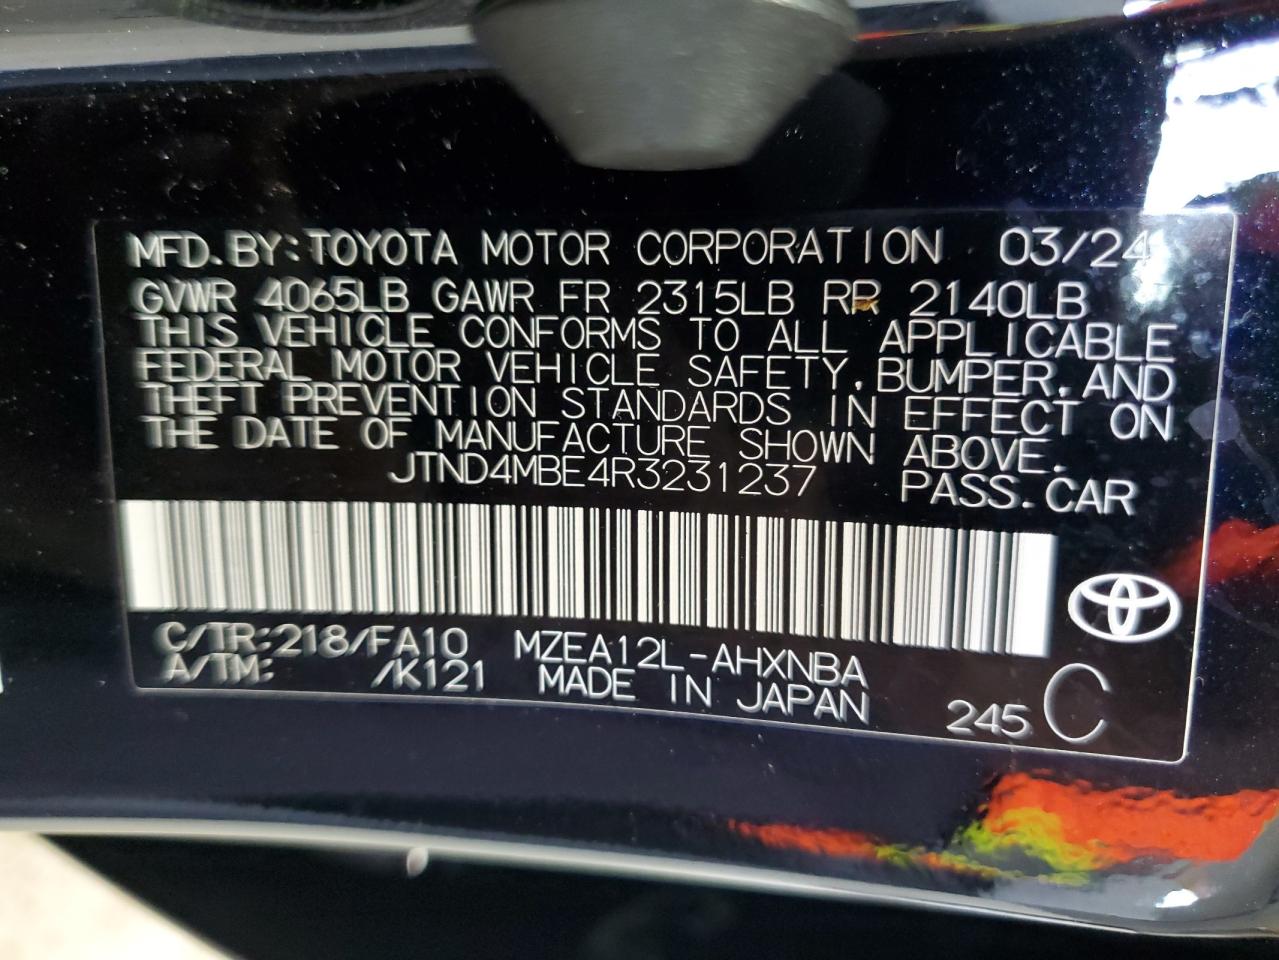 MFD. BY: TOYOTA MOTOR CORPORATION 03/24
GVWR 4065LB GAWR FR 2315LB RR 2140LB
THIS VEHICLE CONFORMS TO ALL APPLICABLE
FEDERAL MOTOR VEHICLE SAFETY, BUMPER, AND
THEFT PREVENTION STANDARDS IN EFFECT ON
THE DATE OF MANUFACTURE SHOWN ABOVE.
JTND4MBE4R3231237 PASS. CAR
C/TR:218/FA10 MZEA12L-AHXNBA
A/TM: /K121 MADE IN JAPAN
245 C